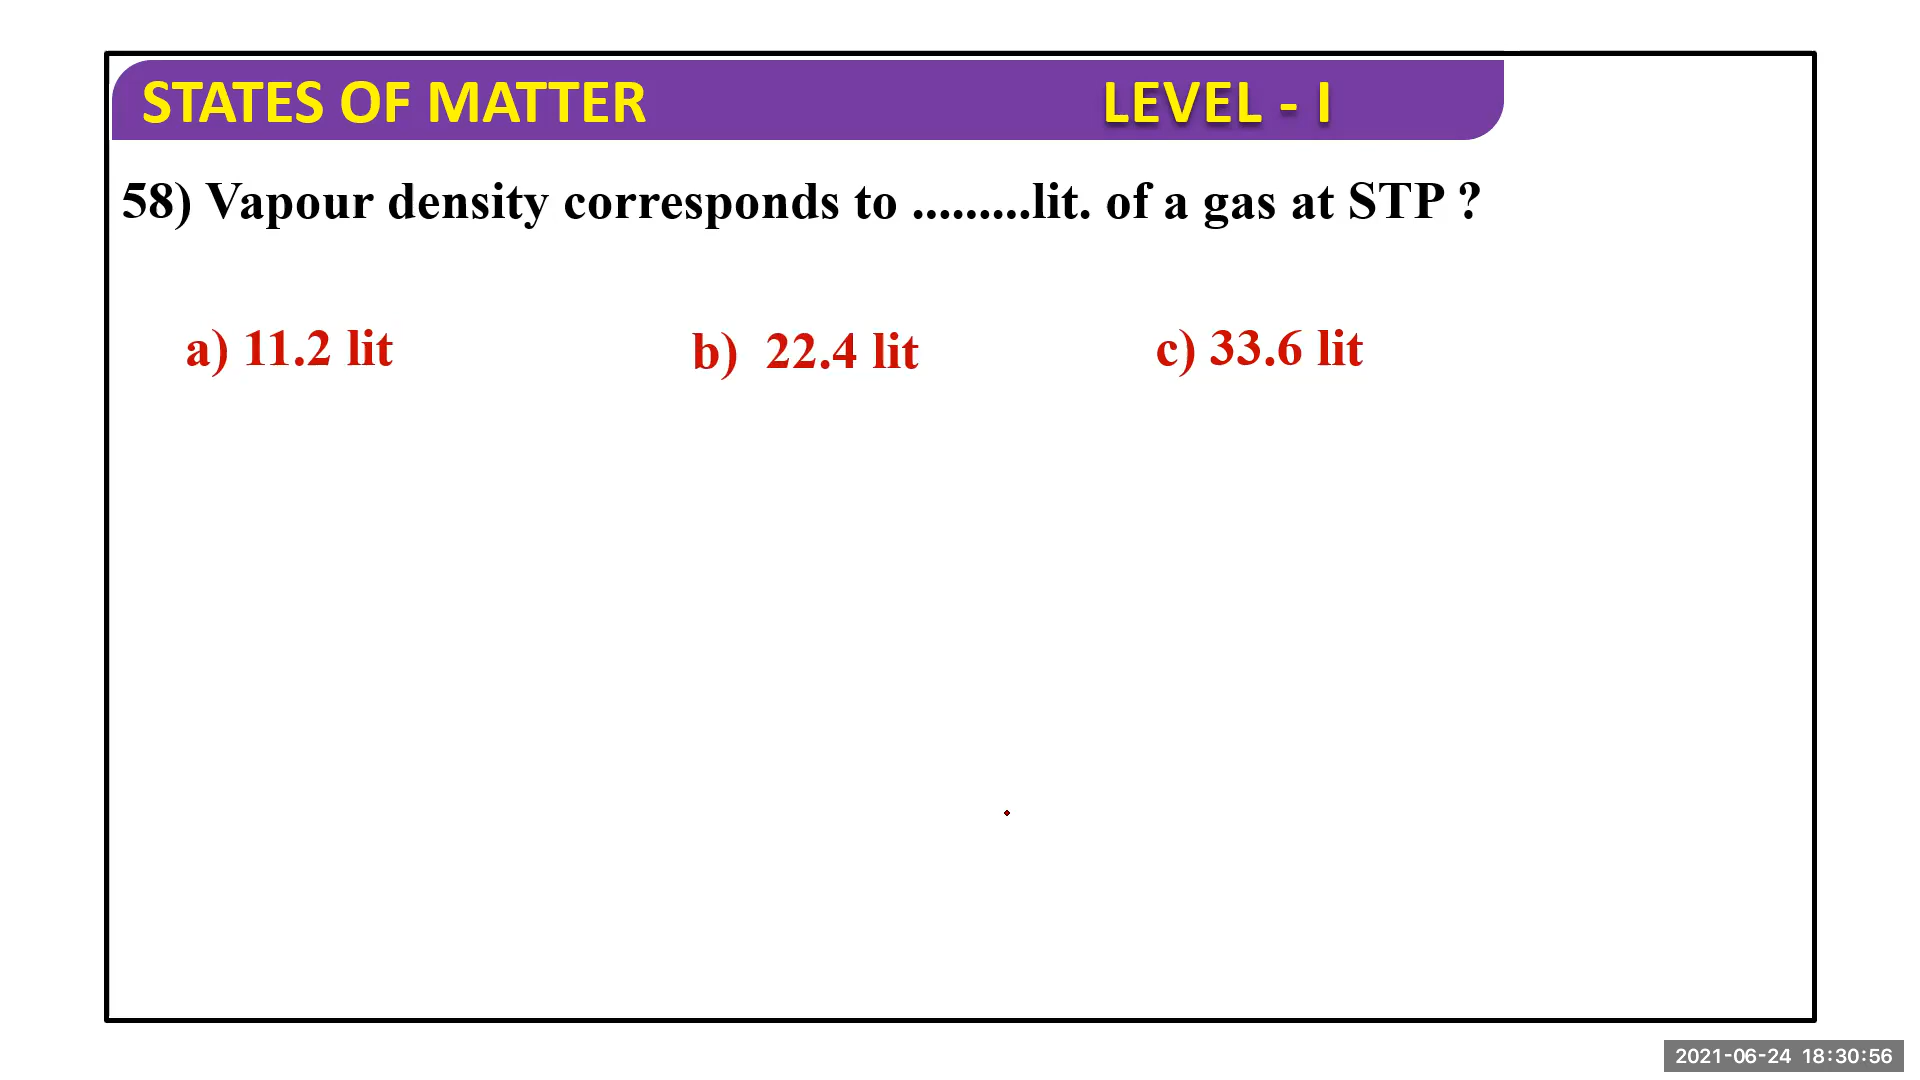 STATES OF MATTER LEVEL - I
58) Vapour density corresponds to .........lit. of a gas at STP ?
a) 11.2 lit b) 22.4 lit c) 33.6 lit
2021-06-24 18:30:56